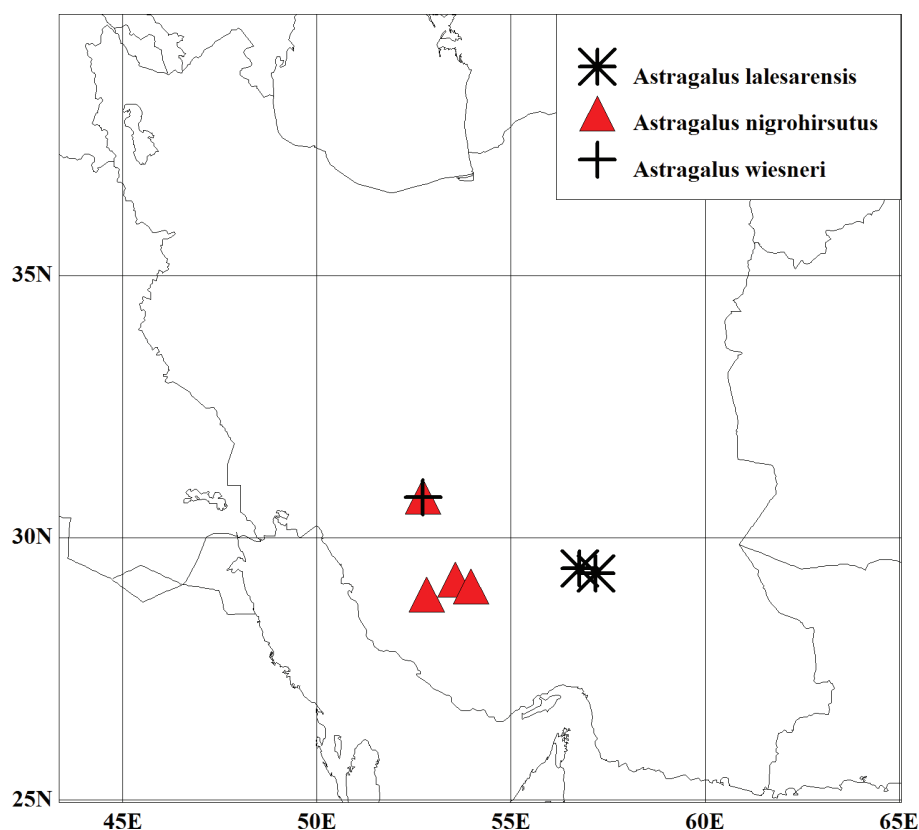 Astragalus lalesarensis
Astragalus nigrohirsutus
Astragalus wiesneri
35N
30N
25N
45E 50E 55E 60E 65E